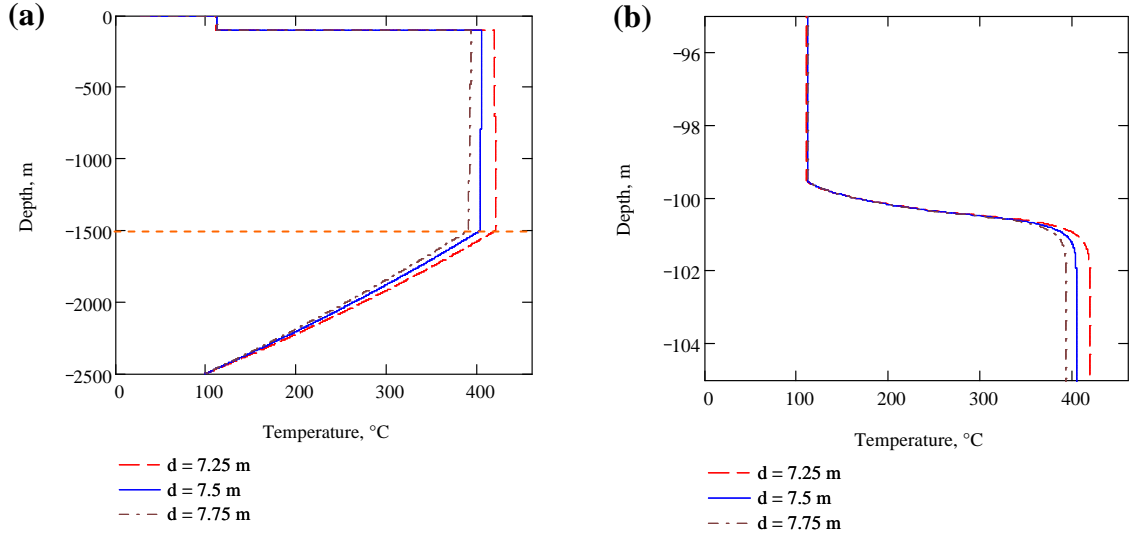 (a)
0
−500
−1000
−1500
−2000
−2500
Depth, m
0 100 200 300 400
Temperature, °C
d = 7.25 m
d = 7.5 m
d = 7.75 m
(b)
−96
−98
−100
−102
−104
Depth, m
0 100 200 300 400
Temperature, °C
d = 7.25 m
d = 7.5 m
d = 7.75 m